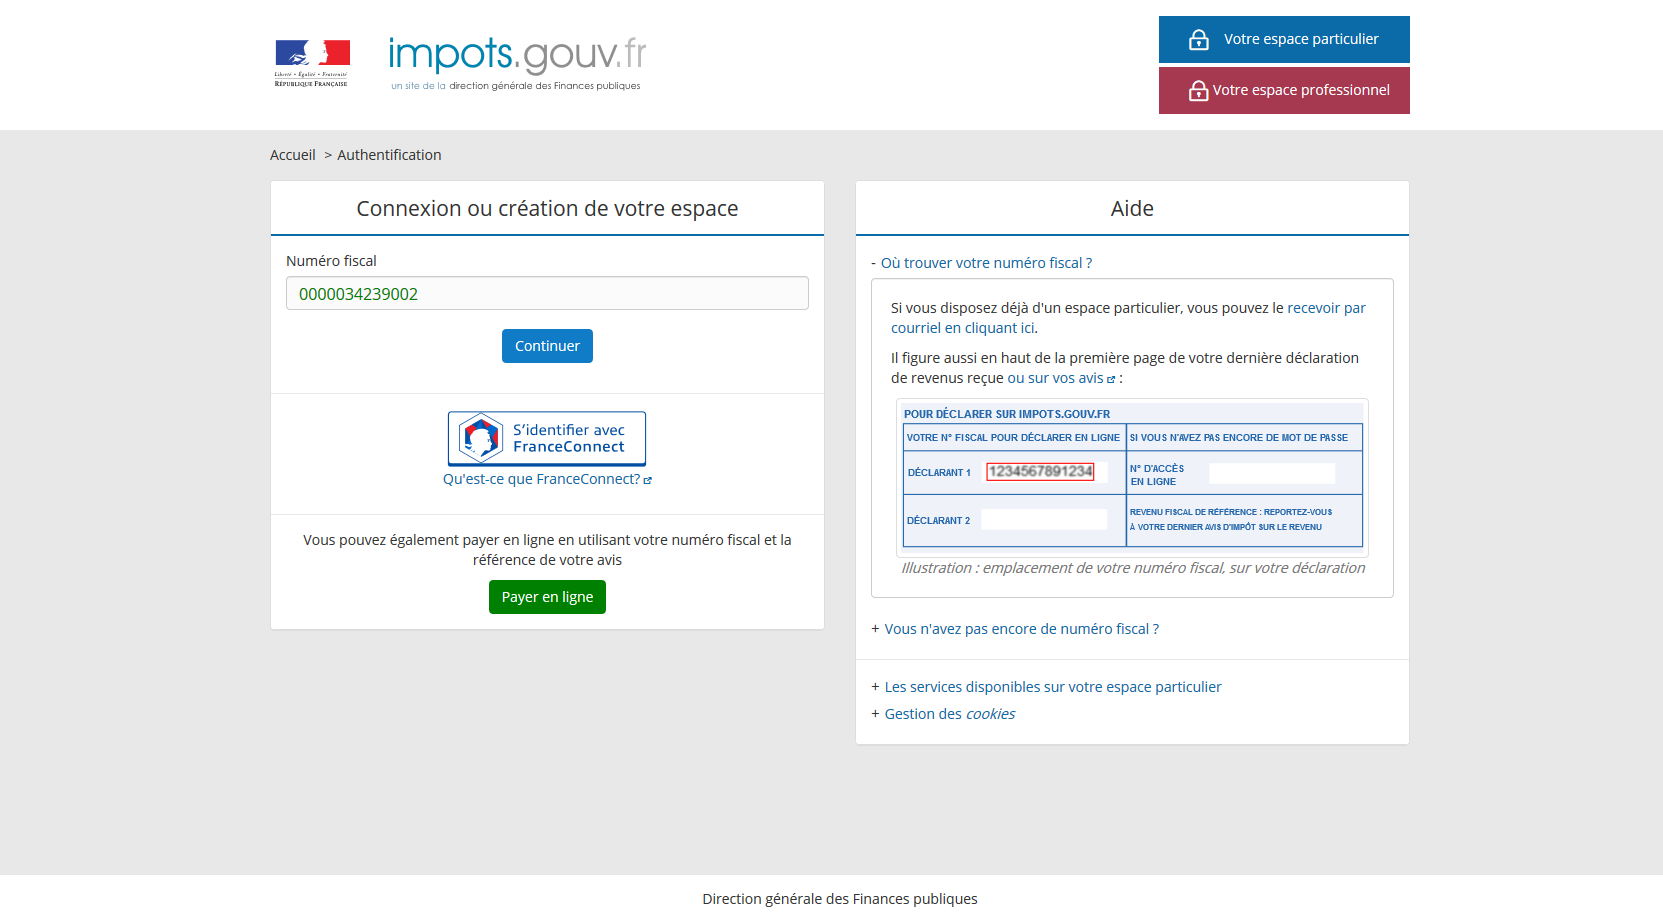 Liberté • Égalité • Fraternité
RÉPUBLIQUE FRANÇAISE
impots.gouv.fr
un site de la direction générale des Finances publiques
Votre espace particulier
Votre espace professionnel
Accueil > Authentification
Connexion ou création de votre espace
Numéro fiscal
0000034239002
Continuer
S'identifier avec
FranceConnect
Qu'est-ce que FranceConnect?
Vous pouvez également payer en ligne en utilisant votre numéro fiscal et la
référence de votre avis
Payer en ligne
Aide
- Où trouver votre numéro fiscal ?
Si vous disposez déjà d'un espace particulier, vous pouvez le recevoir par
courriel en cliquant ici.
Il figure aussi en haut de la première page de votre dernière déclaration
de revenus reçue ou sur vos avis :
POUR DÉCLARER SUR IMPOTS.GOUV.FR
VOTRE N° FISCAL POUR DÉCLARER EN LIGNE
SI VOUS N'AVEZ PAS ENCORE DE MOT DE PASSE
DÉCLARANT 1
1234567891234
N° D'ACCÈS
EN LIGNE
DÉCLARANT 2
REVENU FISCAL DE RÉFÉRENCE : REPORTEZ-VOUS
À VOTRE DERNIER AVIS D'IMPÔT SUR LE REVENU
Illustration : emplacement de votre numéro fiscal, sur votre déclaration
+ Vous n'avez pas encore de numéro fiscal ?
+ Les services disponibles sur votre espace particulier
+ Gestion des cookies
Direction générale des Finances publiques